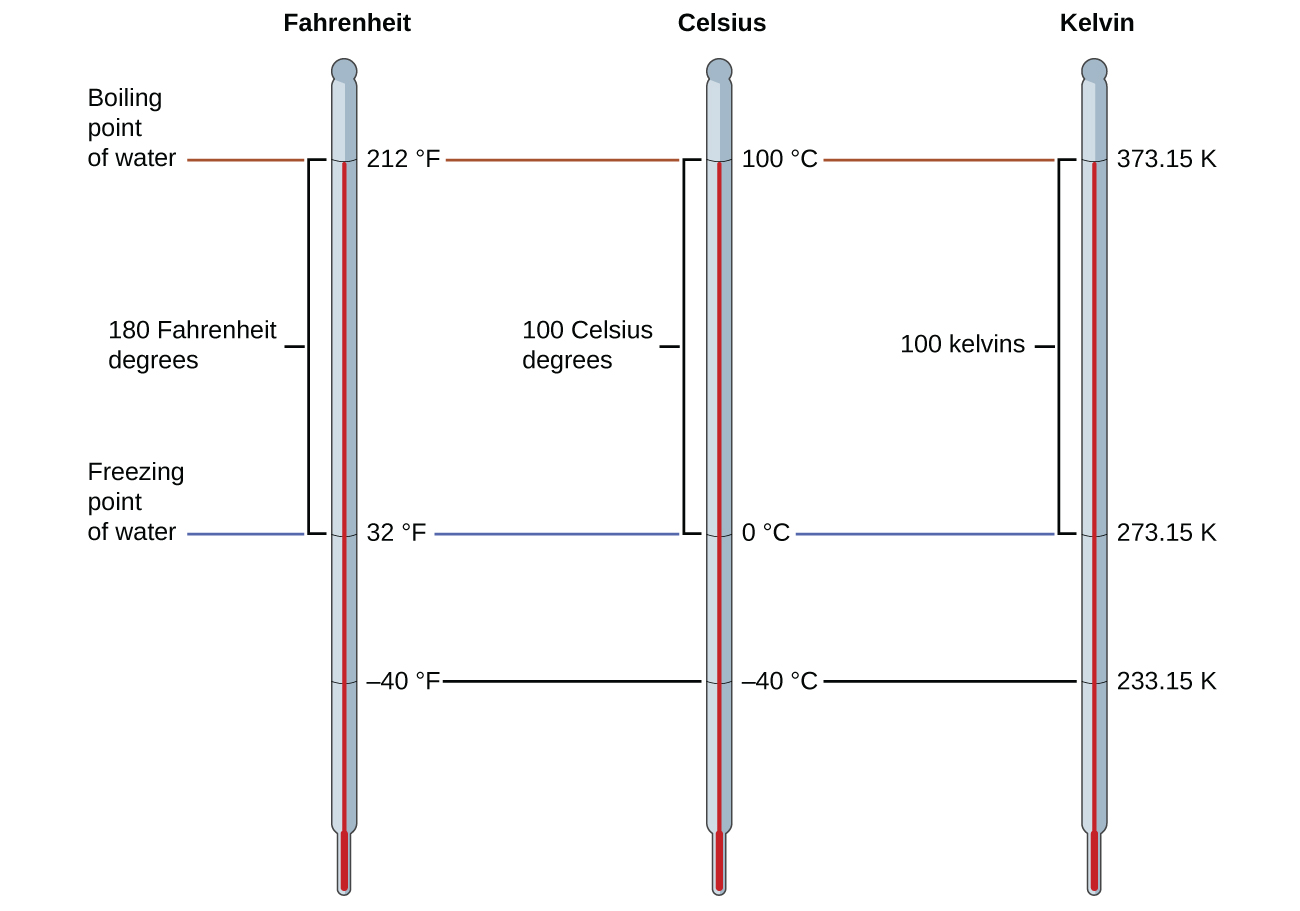 Fahrenheit
Celsius
Kelvin
Boiling
point
of water
212 °F
100 °C
373.15 K
180 Fahrenheit
degrees
100 Celsius
degrees
100 kelvins
Freezing
point
of water
32 °F
0 °C
273.15 K
–40 °F
–40 °C
233.15 K